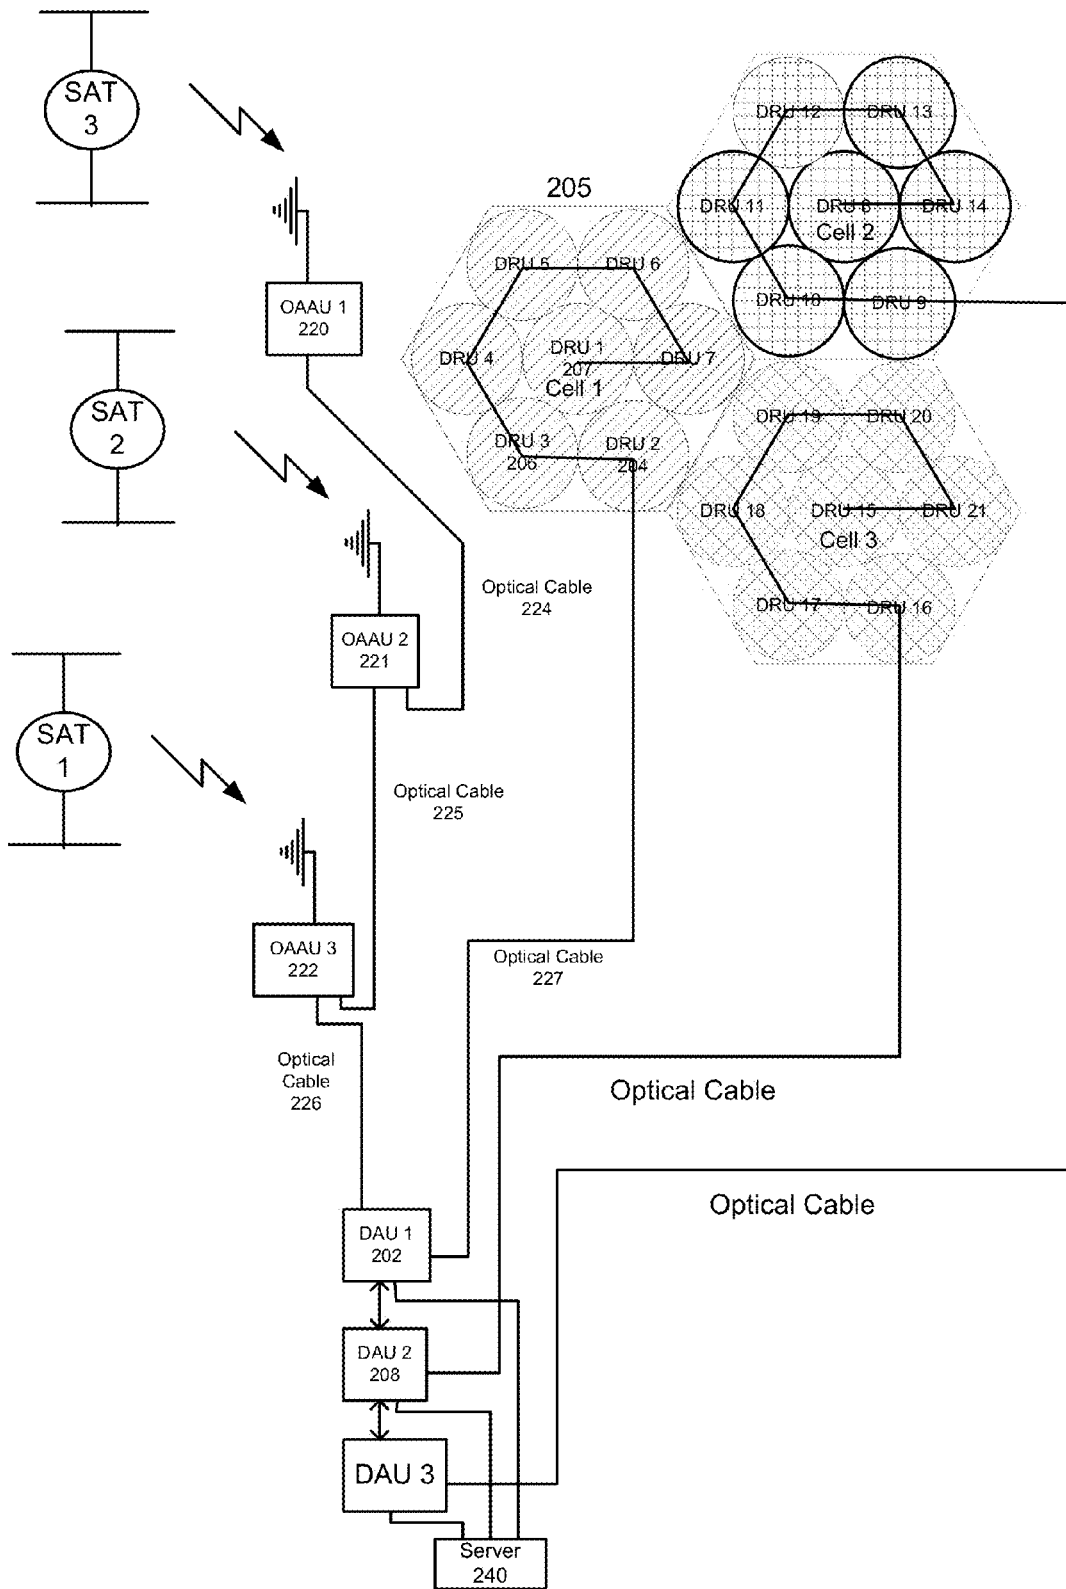 SAT
3
205
DRU 12
DRU 13
DRU 11
DRU 8
DRU 14
Cell 2
DRU 10
DRU 9
OAAU 1
220
DRU 5
DRU 6
DRU 4
DRU 1
207
DRU 7
Cell 1
DRU 3
206
DRU 2
204
SAT
2
DRU 19
DRU 20
DRU 18
DRU 15
DRU 21
Cell 3
DRU 17
DRU 16
Optical Cable
224
OAAU 2
221
SAT
1
Optical Cable
225
OAAU 3
222
Optical Cable
227
Optical
Cable
226
Optical Cable
Optical Cable
DAU 1
202
DAU 2
208
DAU 3
Server
240